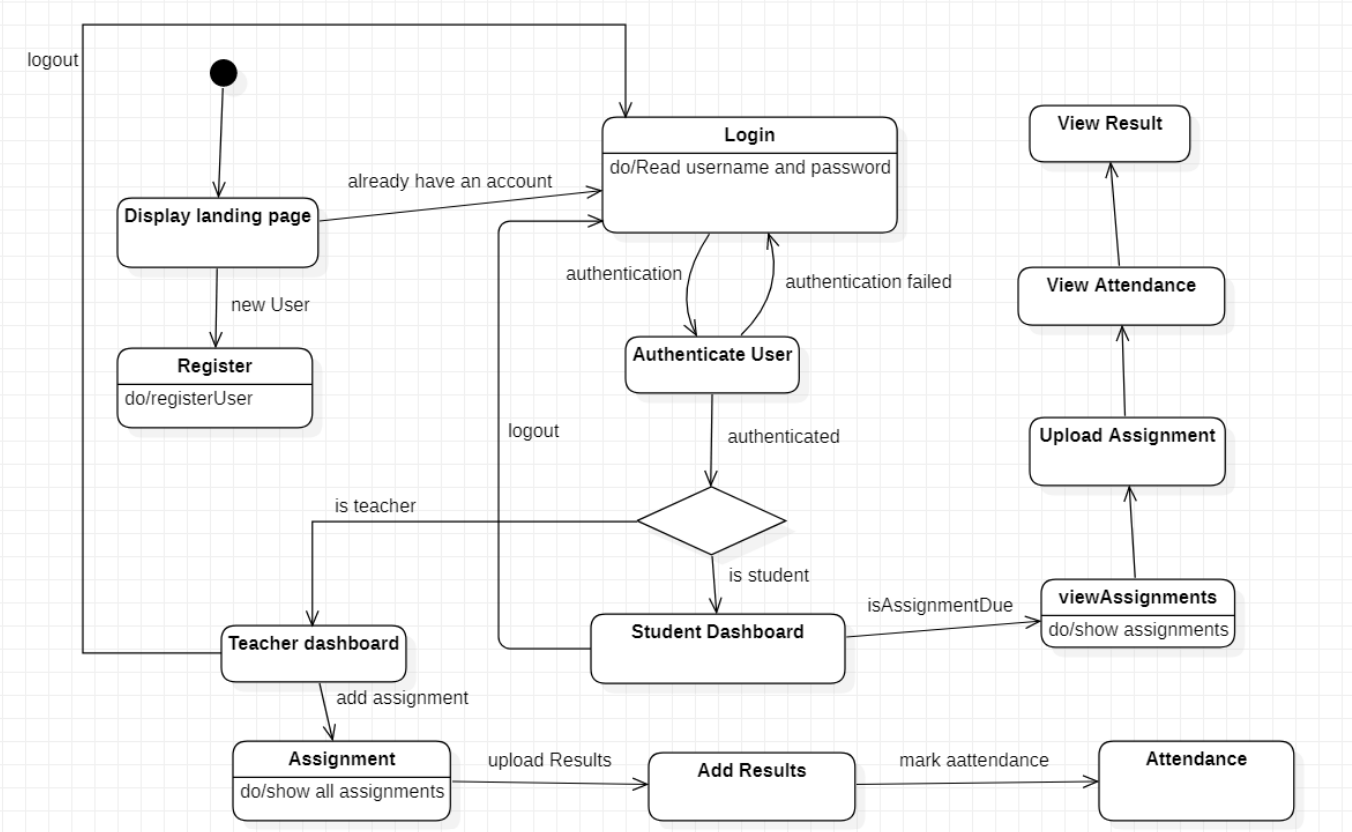 logout
View Result
Login
do/Read username and password
already have an account
Display landing page
authentication
authentication failed
View Attendance
new User
Register
do/registerUser
Authenticate User
logout
authenticated
Upload Assignment
is teacher
is student
isAssignmentDue
viewAssignments
do/show assignments
Student Dashboard
Teacher dashboard
add assignment
Assignment
do/show all assignments
upload Results
Add Results
mark aattendance
Attendance